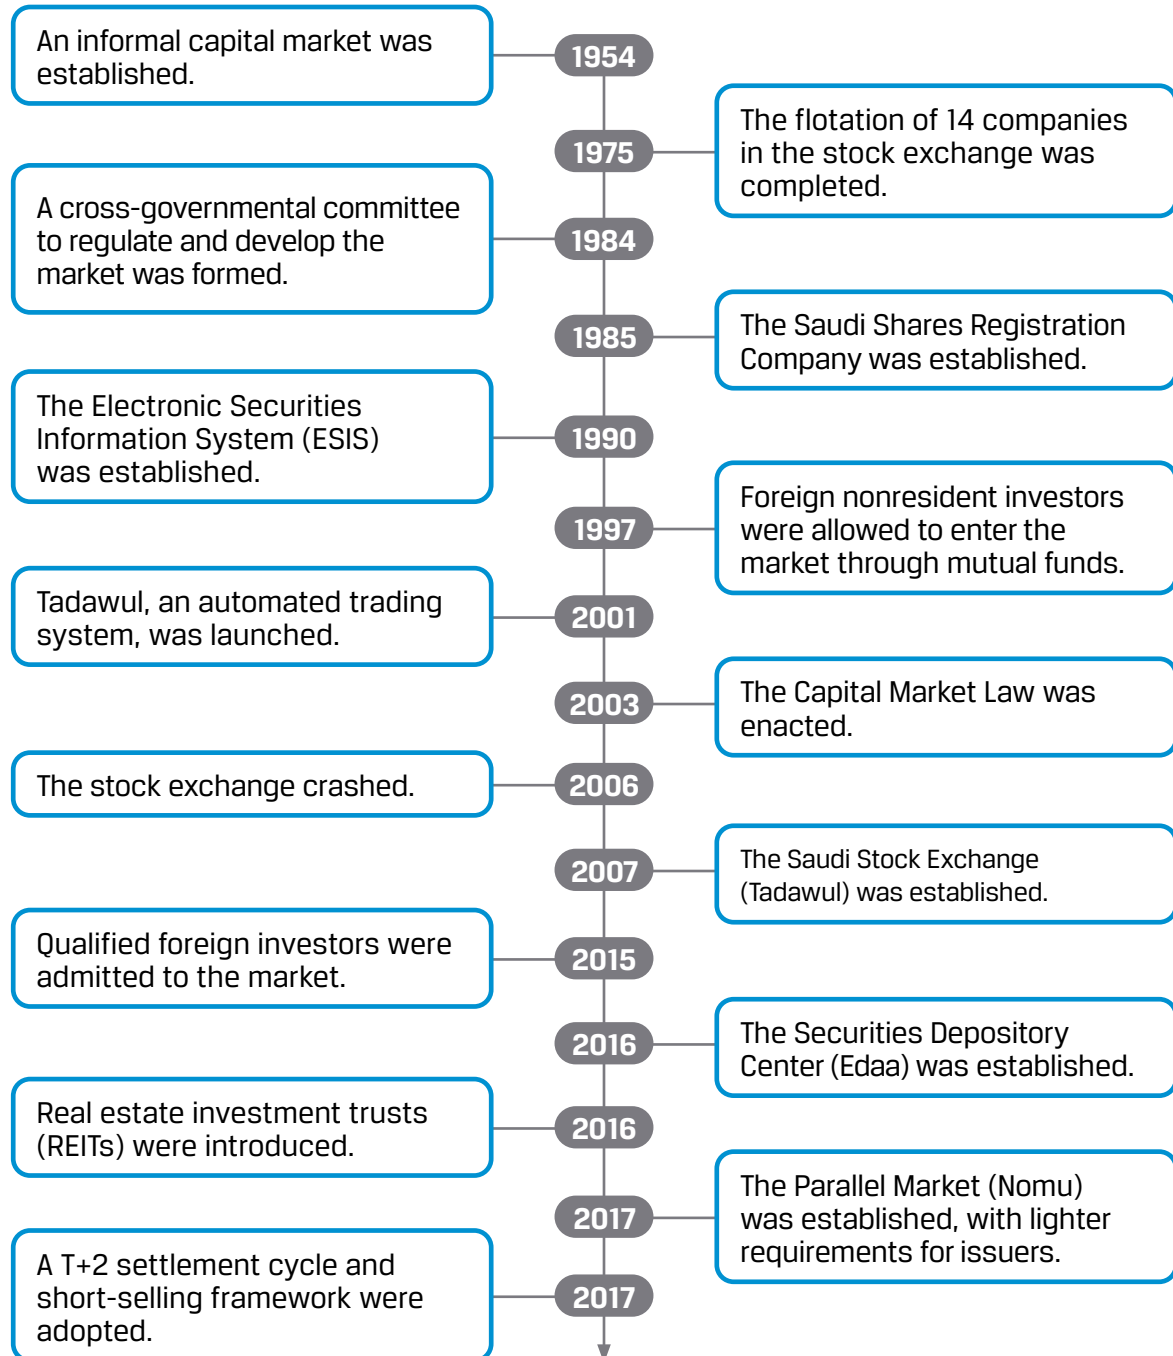 An informal capital market was
established.
1954
1975
The flotation of 14 companies
in the stock exchange was
completed.
A cross-governmental committee
to regulate and develop the
market was formed.
1984
1985
The Saudi Shares Registration
Company was established.
The Electronic Securities
Information System (ESIS)
was established.
1990
1997
Foreign nonresident investors
were allowed to enter the
market through mutual funds.
Tadawul, an automated trading
system, was launched.
2001
2003
The Capital Market Law was
enacted.
The stock exchange crashed.
2006
2007
The Saudi Stock Exchange
(Tadawul) was established.
Qualified foreign investors were
admitted to the market.
2015
2016
The Securities Depository
Center (Edaa) was established.
Real estate investment trusts
(REITs) were introduced.
2016
2017
The Parallel Market (Nomu)
was established, with lighter
requirements for issuers.
A T+2 settlement cycle and
short-selling framework were
adopted.
2017